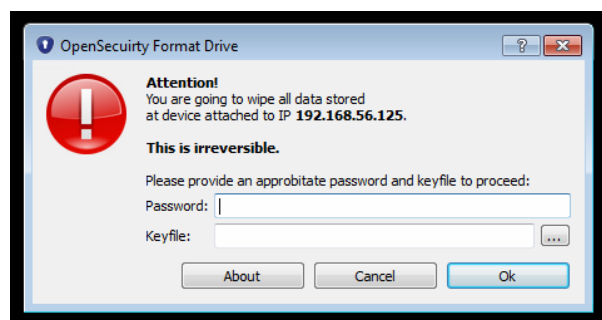 OpenSecuirty Format Drive
Attention!
You are going to wipe all data stored
at device attached to IP 192.168.56.125.
This is irreversible.
Please provide an approbitate password and keyfile to proceed:
Password:
Keyfile:
...
About Cancel Ok